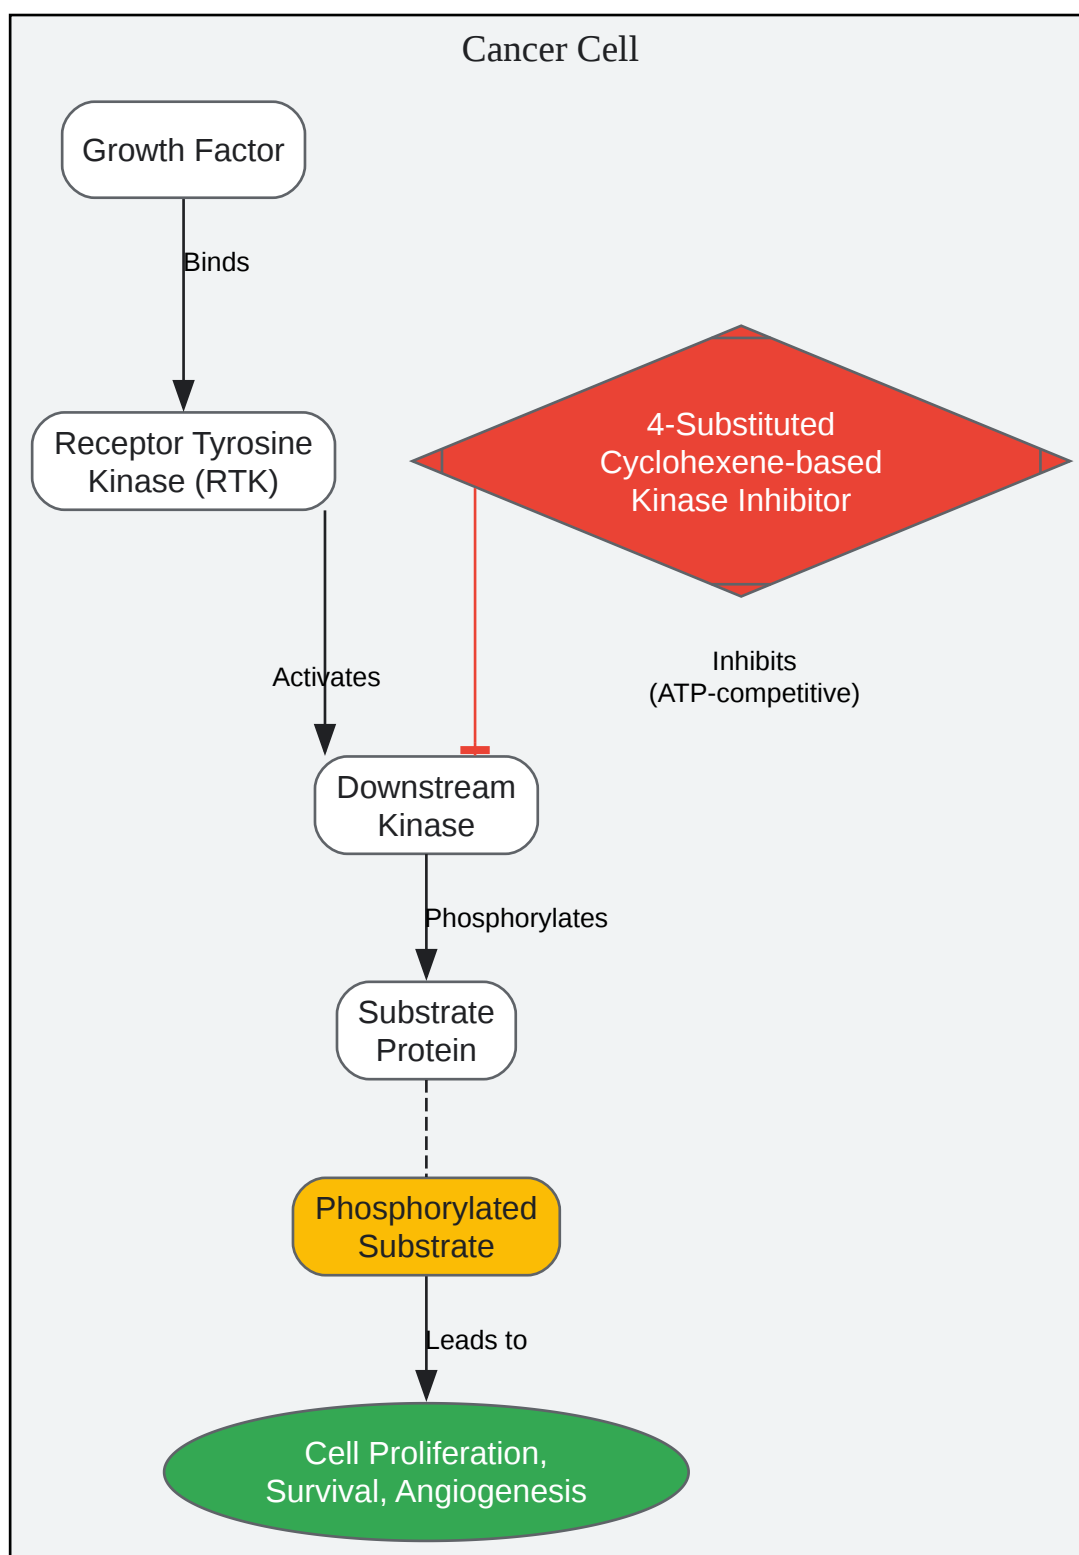 Cancer Cell
Growth Factor
Binds
Receptor Tyrosine
Kinase (RTK)
4-Substituted
Cyclohexene-based
Kinase Inhibitor
Activates
Inhibits
(ATP-competitive)
Downstream
Kinase
Phosphorylates
Substrate
Protein
Phosphorylated
Substrate
Leads to
Cell Proliferation,
Survival, Angiogenesis